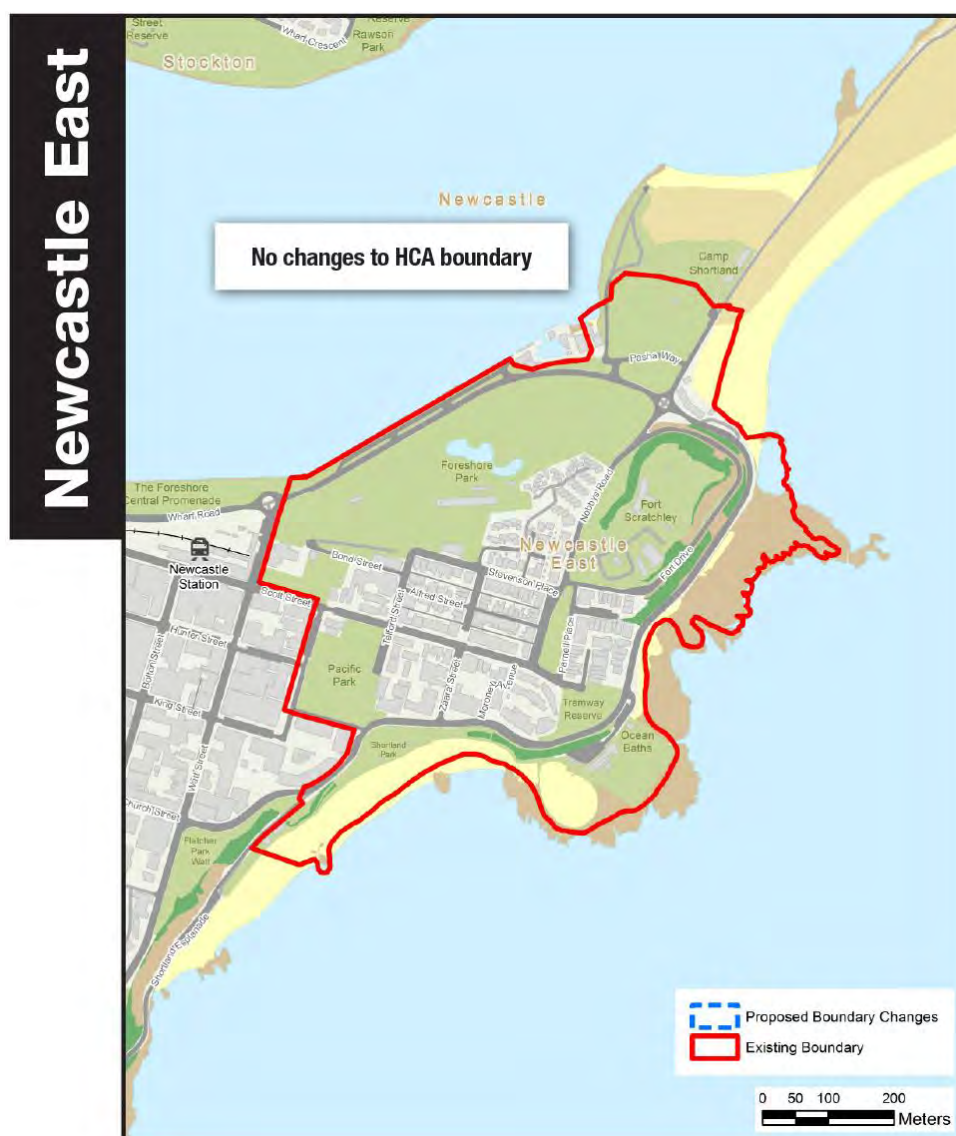 Newcastle East
Street
Reserve
Wharf Crescent
Reserve
Rawson
Park
Stockton
Newcastle
No changes to HCA boundary
Camp
Shortland
Pasha Way
Foreshore
Park
Nobbys Road
Fort
Scratchley
The Foreshore
Central Promenade
Wharf Road
Newcastle
Station
Bond Street
Newcastle
East
Stevenson Place
Fort Drive
Bond Street
Alfred Street
Telford Street
Hunter Street
Bolton Street
Pacific
Park
Zaara Street
Parnell Place
King Street
Tramway
Reserve
Ocean
Baths
Shortland
Park
Watt Street
Church Street
Fletcher
Park
Watt
Shortland Esplanade
Proposed Boundary Changes
Existing Boundary
0 50 100 200
Meters